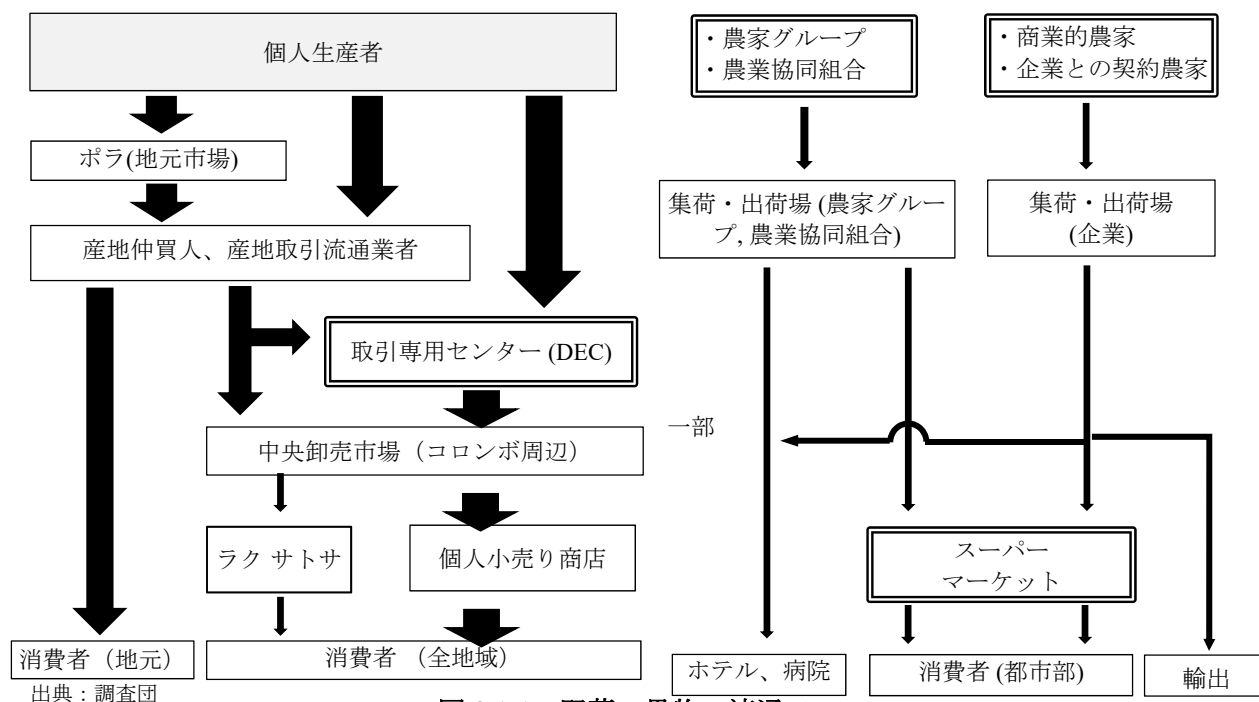 個人生産者
・農家グループ
・農業協同組合
・商業的農家
・企業との契約農家
ポラ(地元市場)
集荷・出荷場 (農家グルー
プ, 農業協同組合)
集荷・出荷場
(企業)
産地仲買人、産地取引流通業者
取引専用センター (DEC)
一部
中央卸売市場（コロンボ周辺）
ラク サトサ
個人小売り商店
スーパー
マーケット
消費者（地元）
消費者 （全地域）
ホテル、病院
消費者 (都市部)
輸出
出典：調査団